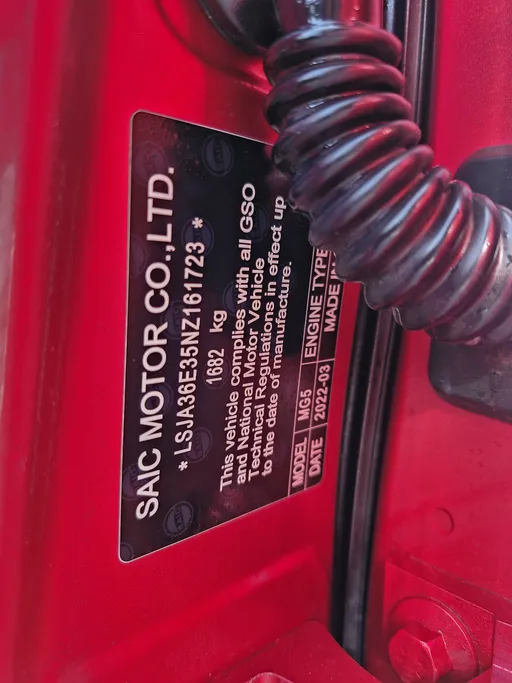 SAIC MOTOR CO.,LTD.
* LSJA36E35NZ161723 *
1682 kg
This vehicle complies with all GSO
and National Motor Vehicle
Technical Regulations in effect up
to the date of manufacture.
MODEL MG5 ENGINE TYPE
DATE 2022-03 MADE IN